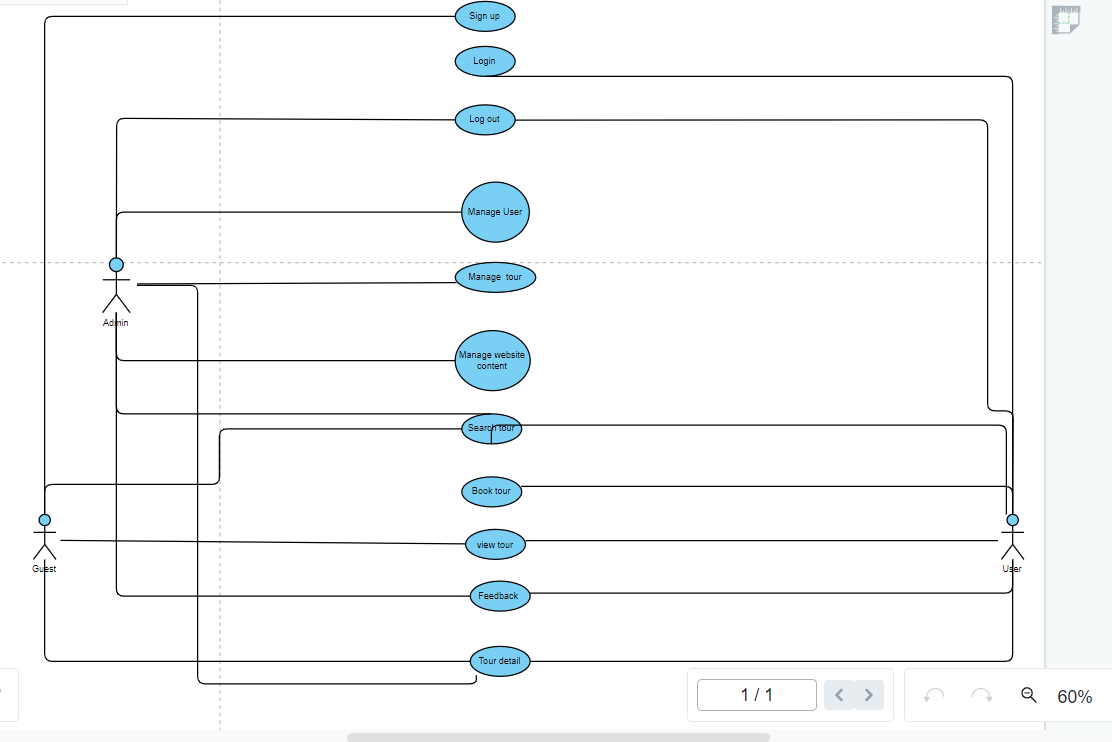 Sign up
Login
Log out
Manage User
Manage tour
Admin
Manage website
content
Search tour
Book tour
view tour
Guest
User
Feedback
Tour detail
1 / 1
60%